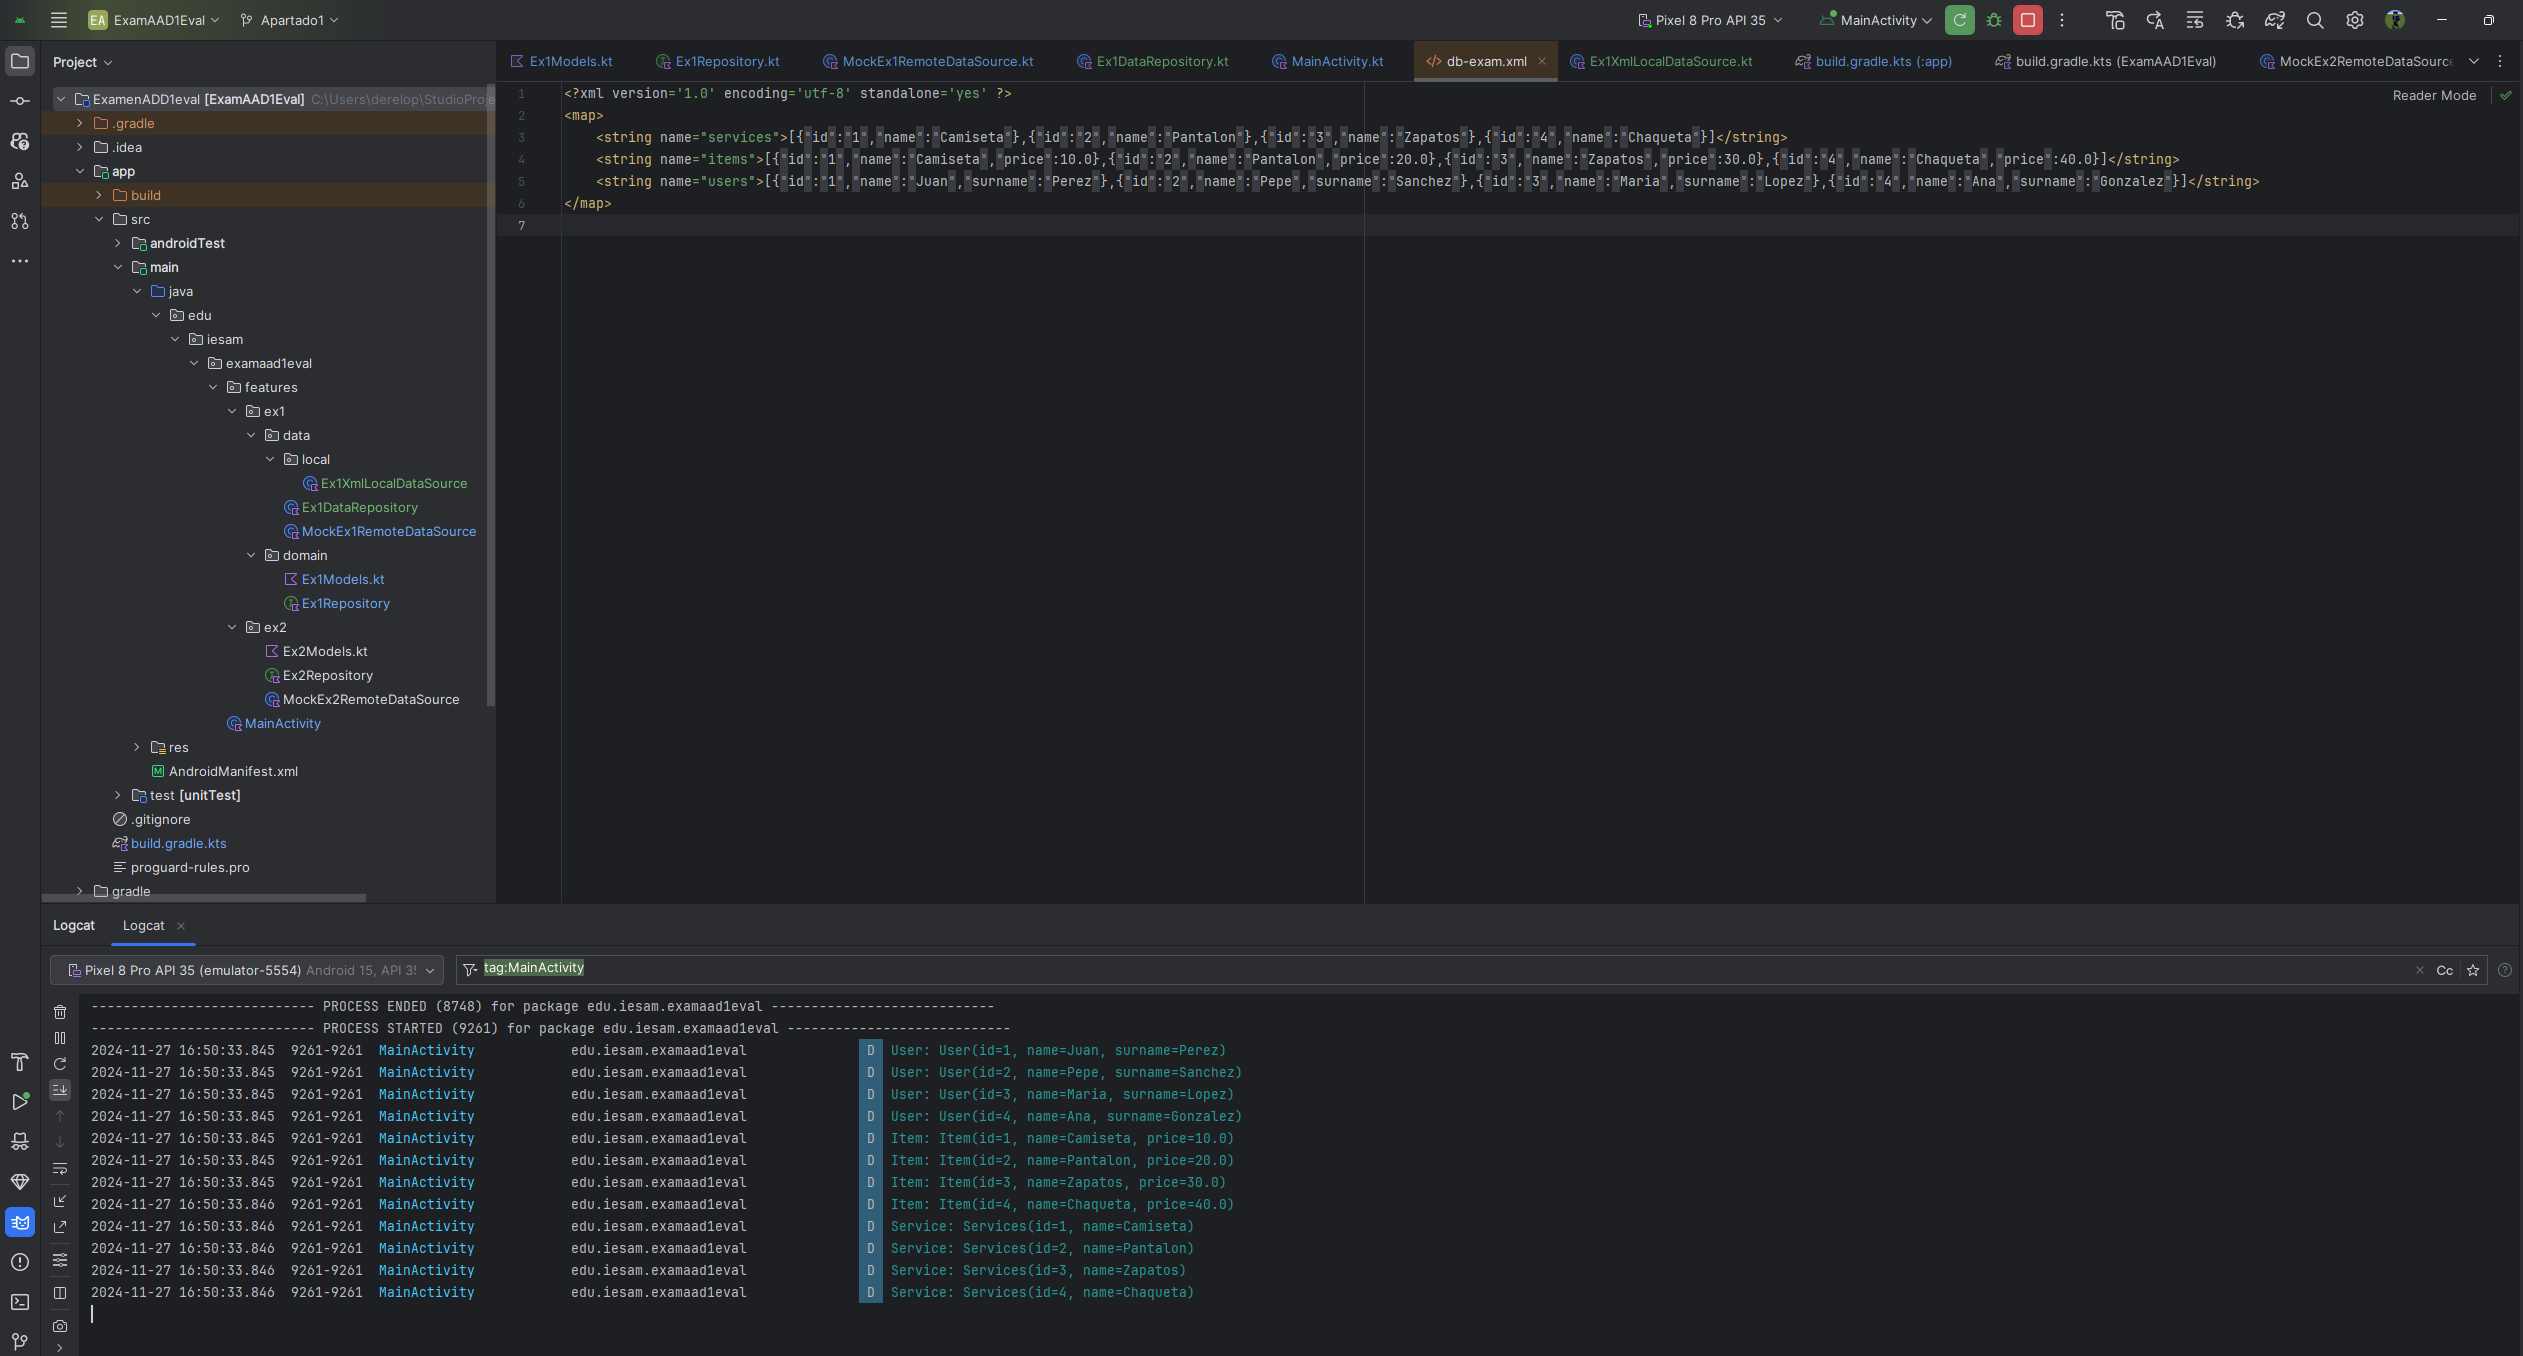 EA ExamAAD1Eval Apartado1 Pixel 8 Pro API 35 MainActivity
Project
Ex1Models.kt Ex1Repository.kt MockEx1RemoteDataSource.kt Ex1DataRepository.kt MainActivity.kt db-exam.xml Ex1XmlLocalDataSource.kt build.gradle.kts (:app) build.gradle.kts (ExamAAD1Eval) MockEx2RemoteDataSource
Reader Mode
ExamenADD1eval [ExamAAD1Eval] C:\Users\derelop\StudioProje
.gradle
.idea
app
build
src
androidTest
main
java
edu
iesam
examaad1eval
features
ex1
data
local
Ex1XmlLocalDataSource
Ex1DataRepository
MockEx1RemoteDataSource
domain
Ex1Models.kt
Ex1Repository
ex2
Ex2Models.kt
Ex2Repository
MockEx2RemoteDataSource
MainActivity
res
AndroidManifest.xml
test [unitTest]
.gitignore
build.gradle.kts
proguard-rules.pro
gradle
1 <?xml version='1.0' encoding='utf-8' standalone='yes' ?>
2 <map>
3 <string name="services">[{"id":"1","name":"Camiseta"},{"id":"2","name":"Pantalon"},{"id":"3","name":"Zapatos"},{"id":"4","name":"Chaqueta"}]</string>
4 <string name="items">[{"id":"1","name":"Camiseta","price":10.0},{"id":"2","name":"Pantalon","price":20.0},{"id":"3","name":"Zapatos","price":30.0},{"id":"4","name":"Chaqueta","price":40.0}]</string>
5 <string name="users">[{"id":"1","name":"Juan","surname":"Perez"},{"id":"2","name":"Pepe","surname":"Sanchez"},{"id":"3","name":"Maria","surname":"Lopez"},{"id":"4","name":"Ana","surname":"Gonzalez"}]</string>
6 </map>
7
Logcat Logcat
Pixel 8 Pro API 35 (emulator-5554) Android 15, API 35 tag:MainActivity Cc
---------------------------- PROCESS ENDED (8748) for package edu.iesam.examaad1eval ----------------------------
---------------------------- PROCESS STARTED (9261) for package edu.iesam.examaad1eval ----------------------------
2024-11-27 16:50:33.845 9261-9261 MainActivity edu.iesam.examaad1eval D User: User(id=1, name=Juan, surname=Perez)
2024-11-27 16:50:33.845 9261-9261 MainActivity edu.iesam.examaad1eval D User: User(id=2, name=Pepe, surname=Sanchez)
2024-11-27 16:50:33.845 9261-9261 MainActivity edu.iesam.examaad1eval D User: User(id=3, name=Maria, surname=Lopez)
2024-11-27 16:50:33.845 9261-9261 MainActivity edu.iesam.examaad1eval D User: User(id=4, name=Ana, surname=Gonzalez)
2024-11-27 16:50:33.845 9261-9261 MainActivity edu.iesam.examaad1eval D Item: Item(id=1, name=Camiseta, price=10.0)
2024-11-27 16:50:33.845 9261-9261 MainActivity edu.iesam.examaad1eval D Item: Item(id=2, name=Pantalon, price=20.0)
2024-11-27 16:50:33.845 9261-9261 MainActivity edu.iesam.examaad1eval D Item: Item(id=3, name=Zapatos, price=30.0)
2024-11-27 16:50:33.846 9261-9261 MainActivity edu.iesam.examaad1eval D Item: Item(id=4, name=Chaqueta, price=40.0)
2024-11-27 16:50:33.846 9261-9261 MainActivity edu.iesam.examaad1eval D Service: Services(id=1, name=Camiseta)
2024-11-27 16:50:33.846 9261-9261 MainActivity edu.iesam.examaad1eval D Service: Services(id=2, name=Pantalon)
2024-11-27 16:50:33.846 9261-9261 MainActivity edu.iesam.examaad1eval D Service: Services(id=3, name=Zapatos)
2024-11-27 16:50:33.846 9261-9261 MainActivity edu.iesam.examaad1eval D Service: Services(id=4, name=Chaqueta)